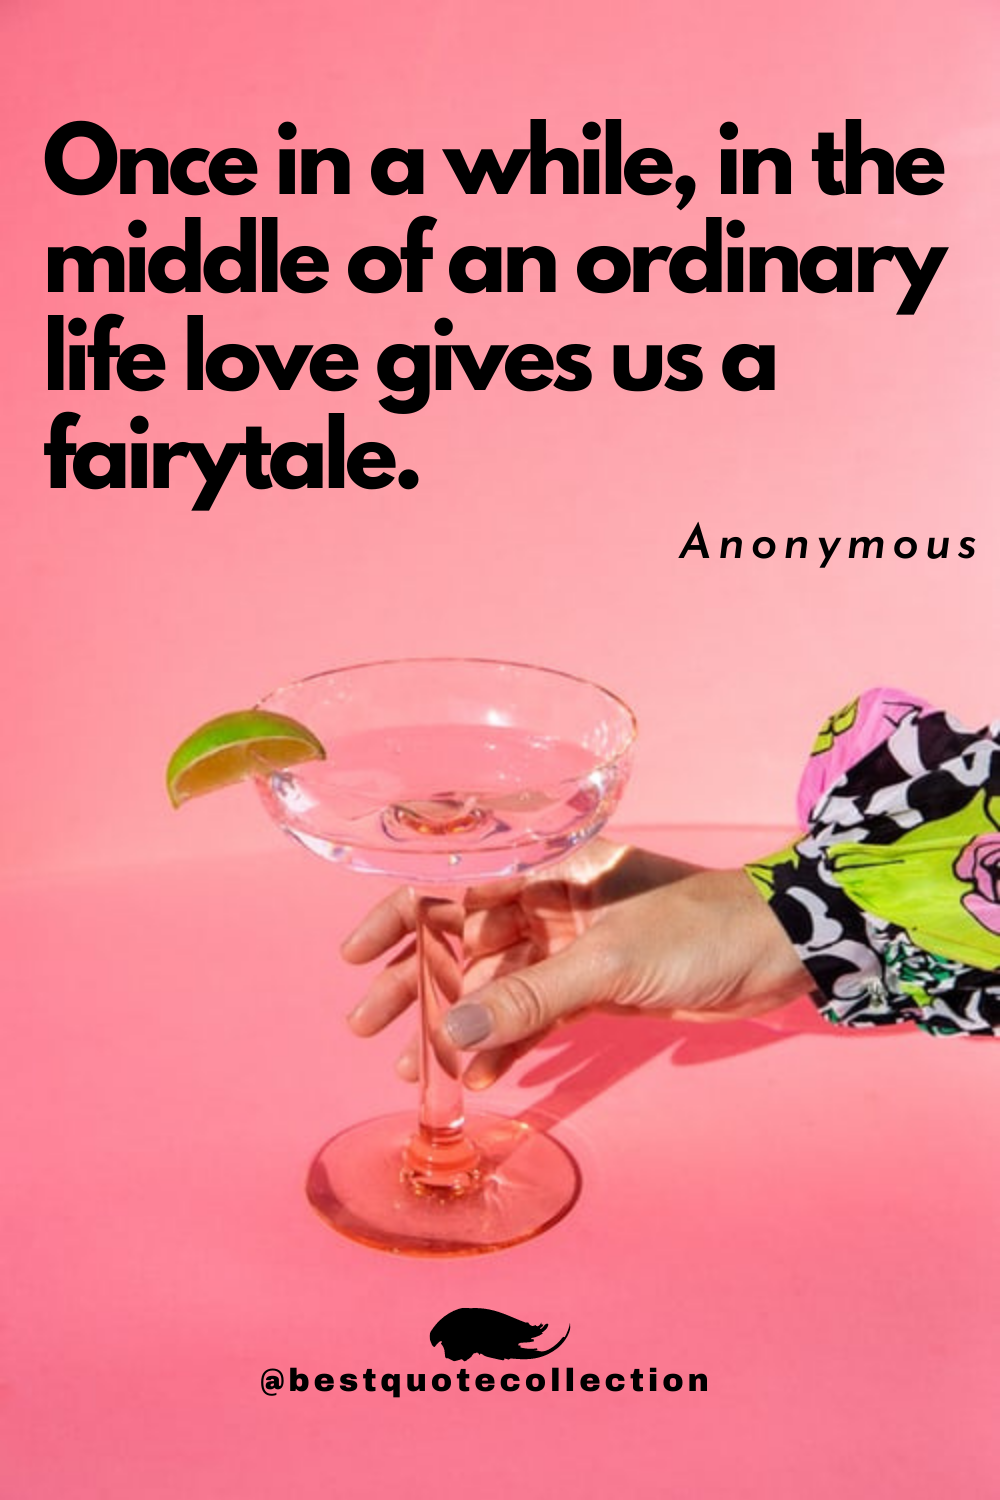 Once in a while, in the
middle of an ordinary
life love gives us a
fairytale.
Anonymous
@bestquotecollection